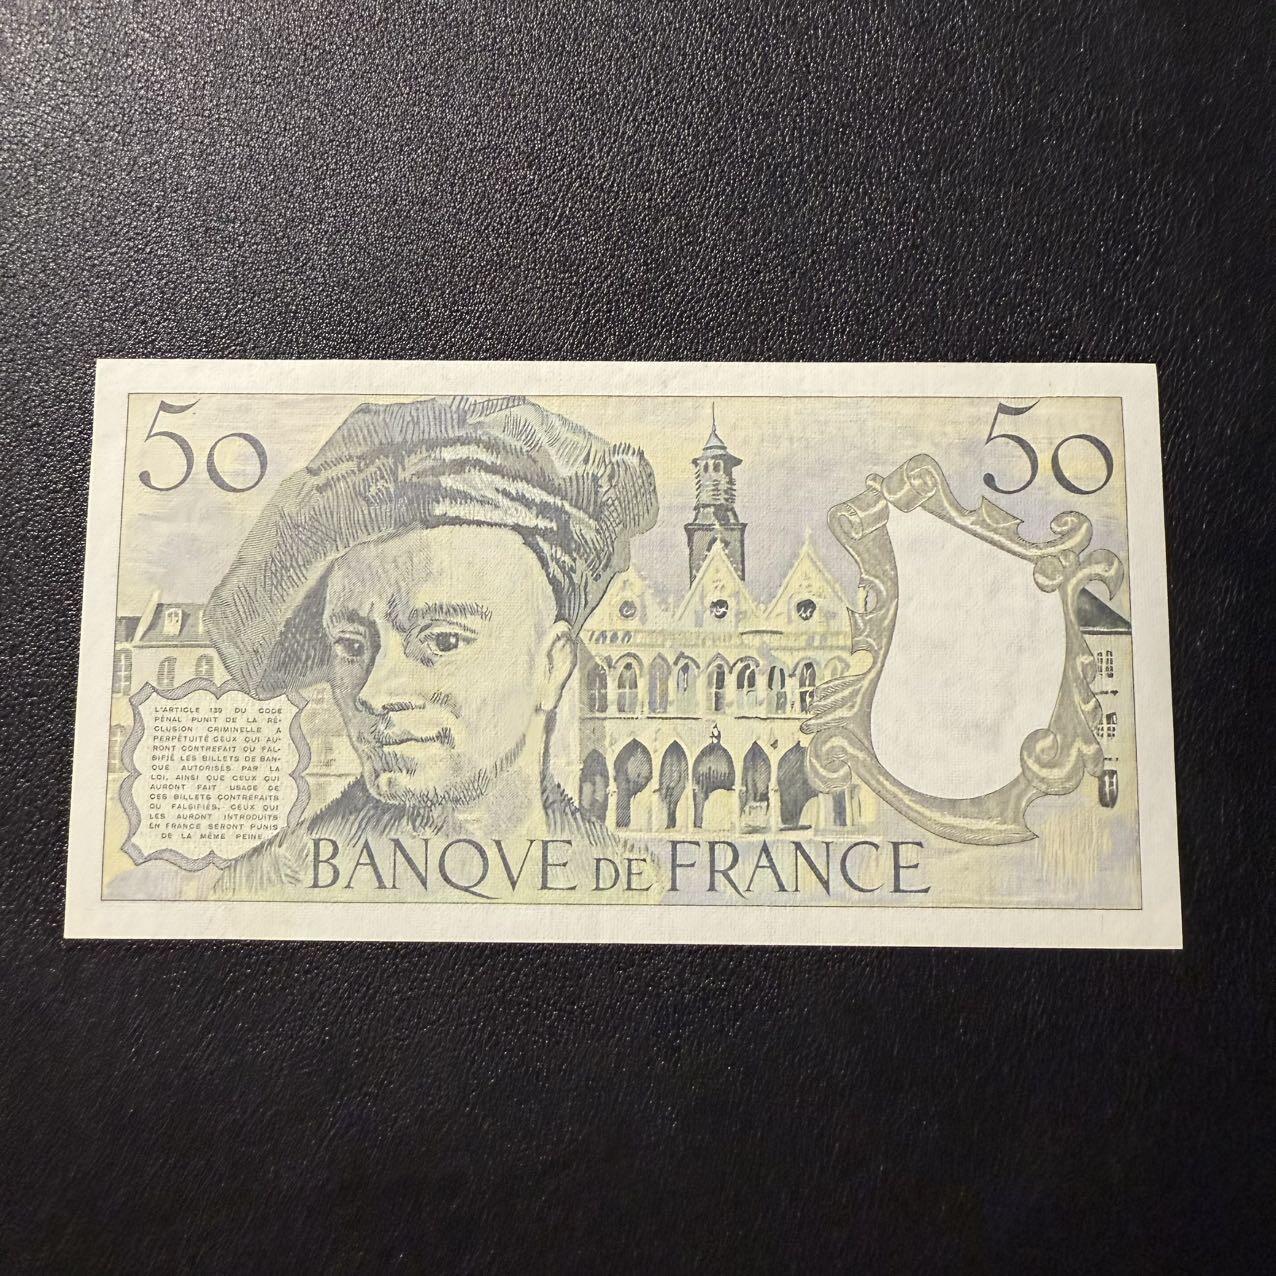 50
50
L'ARTICLE 139 DU CODE
PÉNAL PUNIT DE LA RÉ-
CLUSION CRIMINELLE À
PERPÉTUITÉ CEUX QUI AU-
RONT CONTREFAIT OU FAL-
SIFIÉ LES BILLETS DE BAN-
QUE AUTORISÉS PAR LA
LOI, AINSI QUE CEUX QUI
AURONT FAIT USAGE DE
CES BILLETS CONTREFAITS
OU FALSIFIÉS. CEUX QUI
LES AURONT INTRODUITS
EN FRANCE SERONT PUNIS
DE LA MÊME PEINE.
BANQVE DE FRANCE